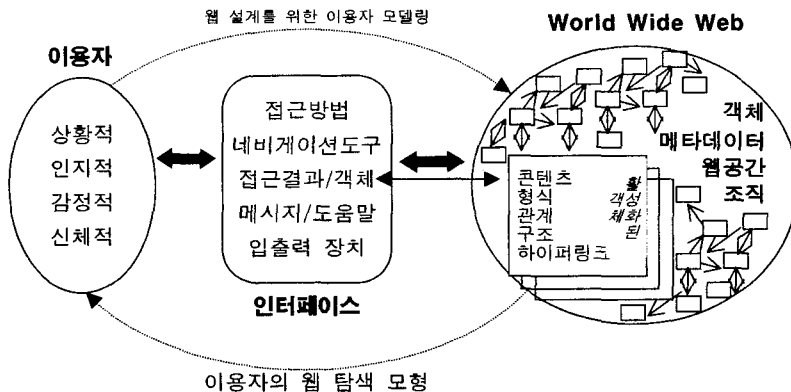 웹 설계를 위한 이용자 모델링
World Wide Web
이용자
상황적
인지적
감정적
신체적
접근방법
네비게이션도구
접근결과/객체
메시지/도움말
입출력 장치
인터페이스
객체
메타데이터
웹공간
조직
콘텐츠
형식
관계
구조
하이퍼링크
활성화된
객체
이용자의 웹 탐색 모형